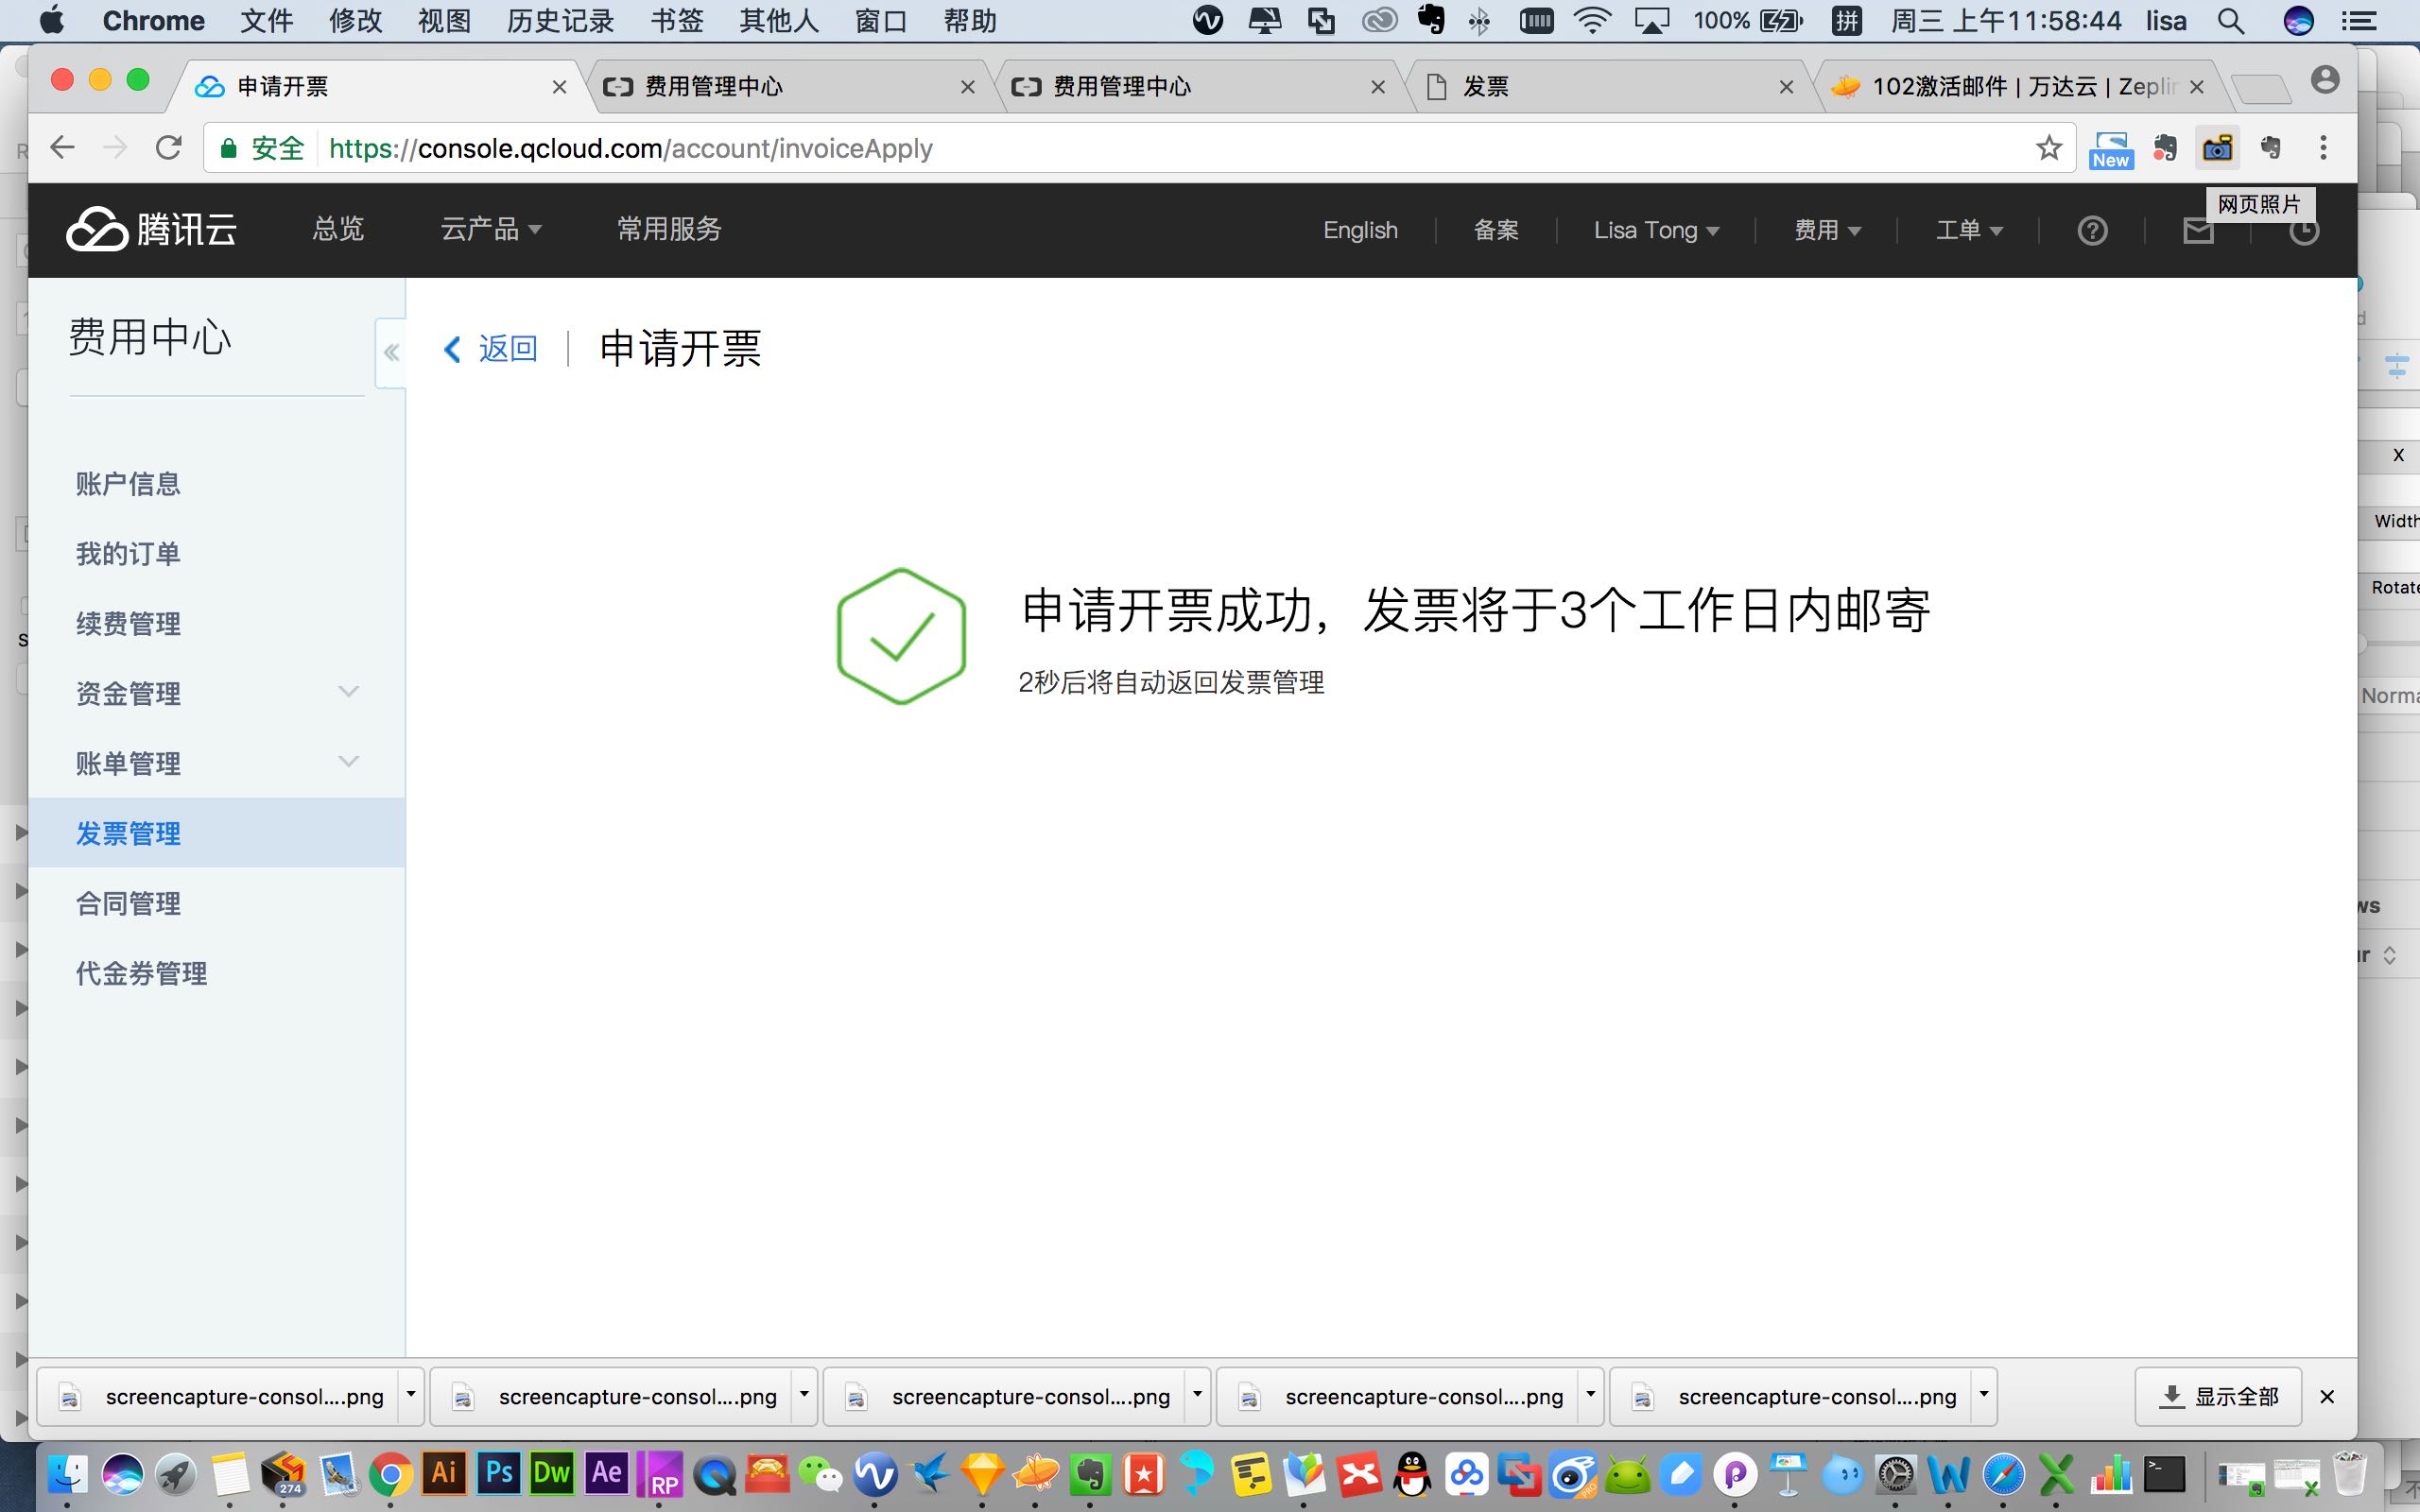 Chrome 文件 修改 视图 历史记录 书签 其他人 窗口 帮助 100% 拼 周三 上午11:58:44 lisa
申请开票 费用管理中心 费用管理中心 发票 102激活邮件 | 万达云 | Zeplin
安全 https://console.qcloud.com/account/invoiceApply New
网页照片
腾讯云 总览 云产品 常用服务 English 备案 Lisa Tong 费用 工单
费用中心
返回 申请开票
账户信息
我的订单
续费管理
资金管理
账单管理
发票管理
合同管理
代金券管理
申请开票成功，发票将于3个工作日内邮寄
2秒后将自动返回发票管理
X
Width
Rotate
Norma
ws
ur
screencapture-consol....png screencapture-consol....png screencapture-consol....png screencapture-consol....png screencapture-consol....png 显示全部
274 Ai Ps Dw Ae RP PRO